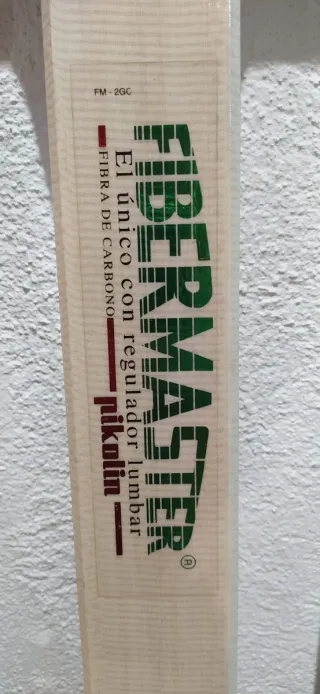 FM - 2GC
FIBERMASTER®
El único con regulador lumbar
FIBRA DE CARBONO pikolin